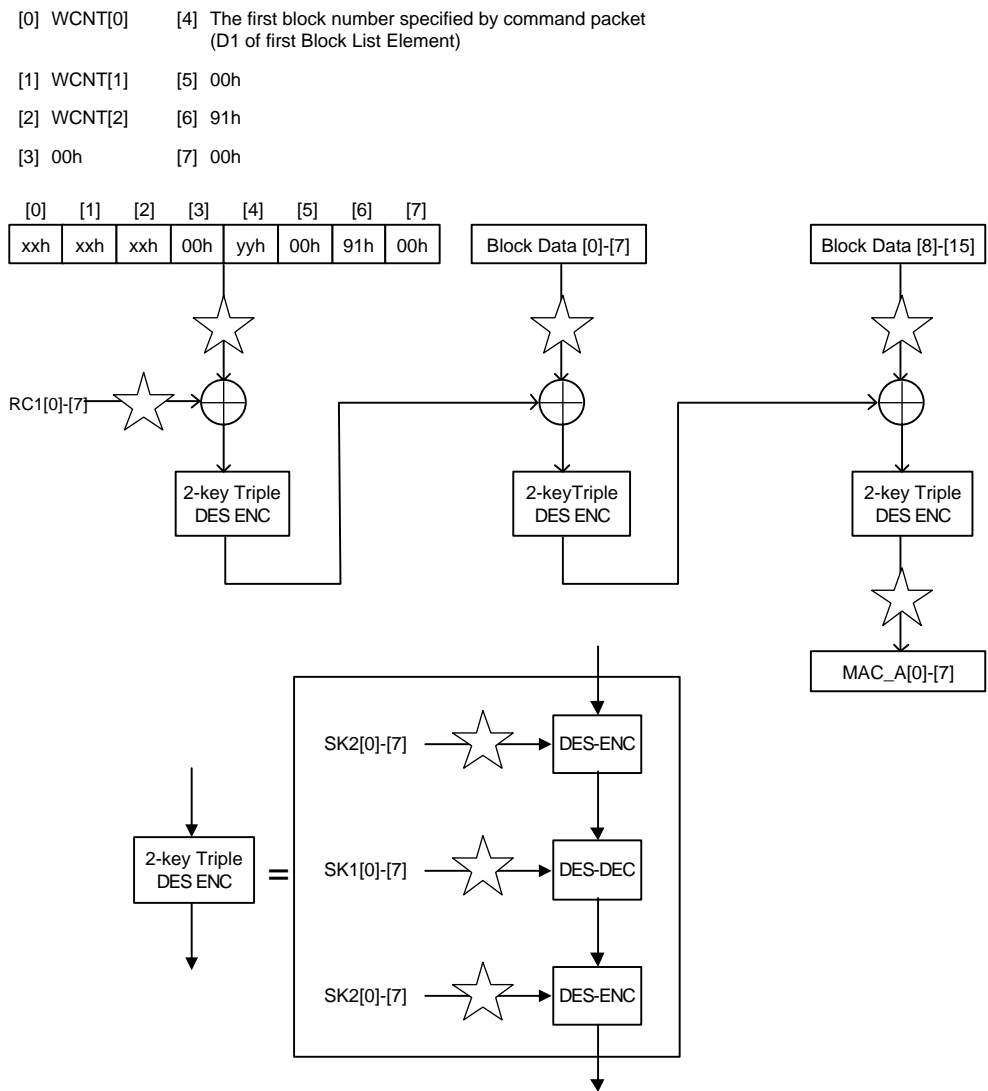 [0] WCNT[0] [4] The first block number specified by command packet
(D1 of first Block List Element)
[1] WCNT[1] [5] 00h
[2] WCNT[2] [6] 91h
[3] 00h [7] 00h
[0] [1] [2] [3] [4] [5] [6] [7]
xxh xxh xxh 00h yyh 00h 91h 00h
Block Data [0]-[7]
Block Data [8]-[15]
RC1[0]-[7]
2-key Triple
DES ENC
2-keyTriple
DES ENC
2-key Triple
DES ENC
MAC_A[0]-[7]
SK2[0]-[7] DES-ENC
2-key Triple
DES ENC
=
SK1[0]-[7] DES-DEC
SK2[0]-[7] DES-ENC